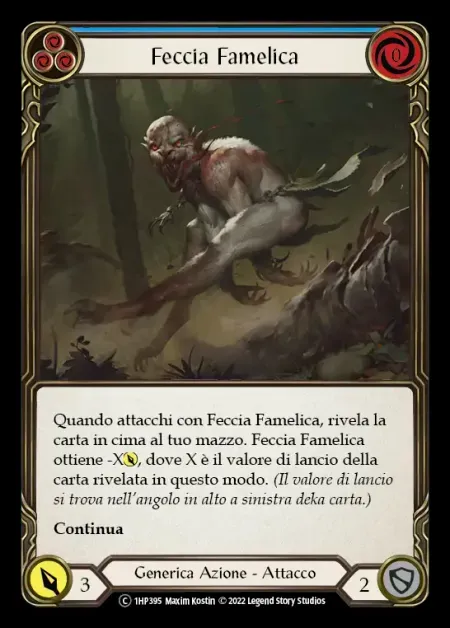 0
Feccia Famelica
Quando attacchi con Feccia Famelica, rivela la
carta in cima al tuo mazzo. Feccia Famelica
ottiene -X, dove X è il valore di lancio della
carta rivelata in questo modo. (Il valore di lancio
si trova nell'angolo in alto a sinistra deka carta.)
Continua
3
Generica Azione - Attacco
2
C 1HP395 Maxim Kostin © 2022 Legend Story Studios